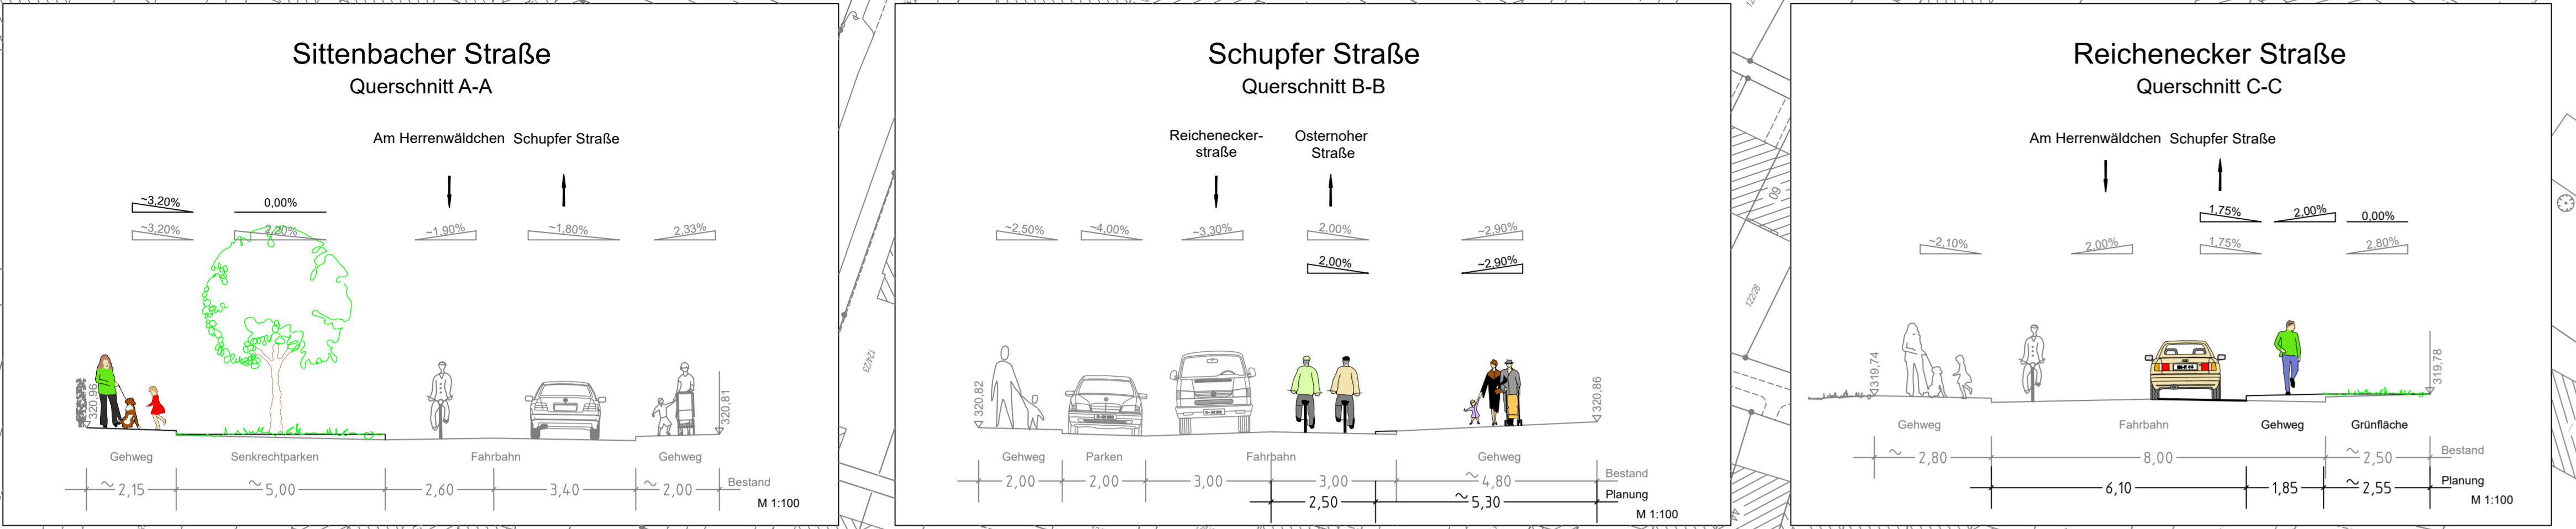 Sittenbacher Straße
Querschnitt A-A
Am Herrenwäldchen Schupfer Straße
~3,20% 0,00%
~3,20% 2,20% ~1,90% ~1,80% 2,33%
320,96
320,81
Gehweg Senkrechtparken Fahrbahn Gehweg
~ 2,15 ~ 5,00 2,60 3,40 ~ 2,00 Bestand
M 1:100
124/23
Schupfer Straße
Querschnitt B-B
Reichenecker-
straße
Osternoher
Straße
~2,50% ~4,00% ~3,30% 2,00% ~2,90%
2,00% ~2,90%
320,82
320,86
Gehweg Parken Fahrbahn Gehweg
2,00 2,00 3,00 3,00 ~ 4,80 Bestand
2,50 ~ 5,30 Planung
M 1:100
60
122/28
Reichenecker Straße
Querschnitt C-C
Am Herrenwäldchen Schupfer Straße
1,75% 2,00% 0,00%
~2,10% 2,00% 1,75% 2,80%
319,74
319,78
Gehweg Fahrbahn Gehweg Grünfläche
~ 2,80 8,00 ~ 2,50 Bestand
6,10 1,85 ~ 2,55 Planung
M 1:100